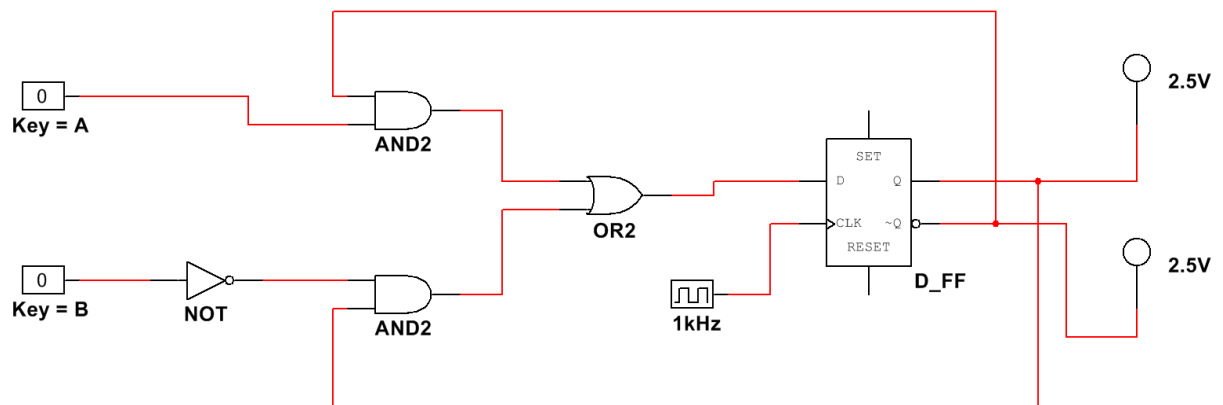 2.5V
0
Key = A
AND2
SET
D
Q
OR2
CLK
~Q
RESET
2.5V
0
Key = B
NOT
AND2
1kHz
D_FF